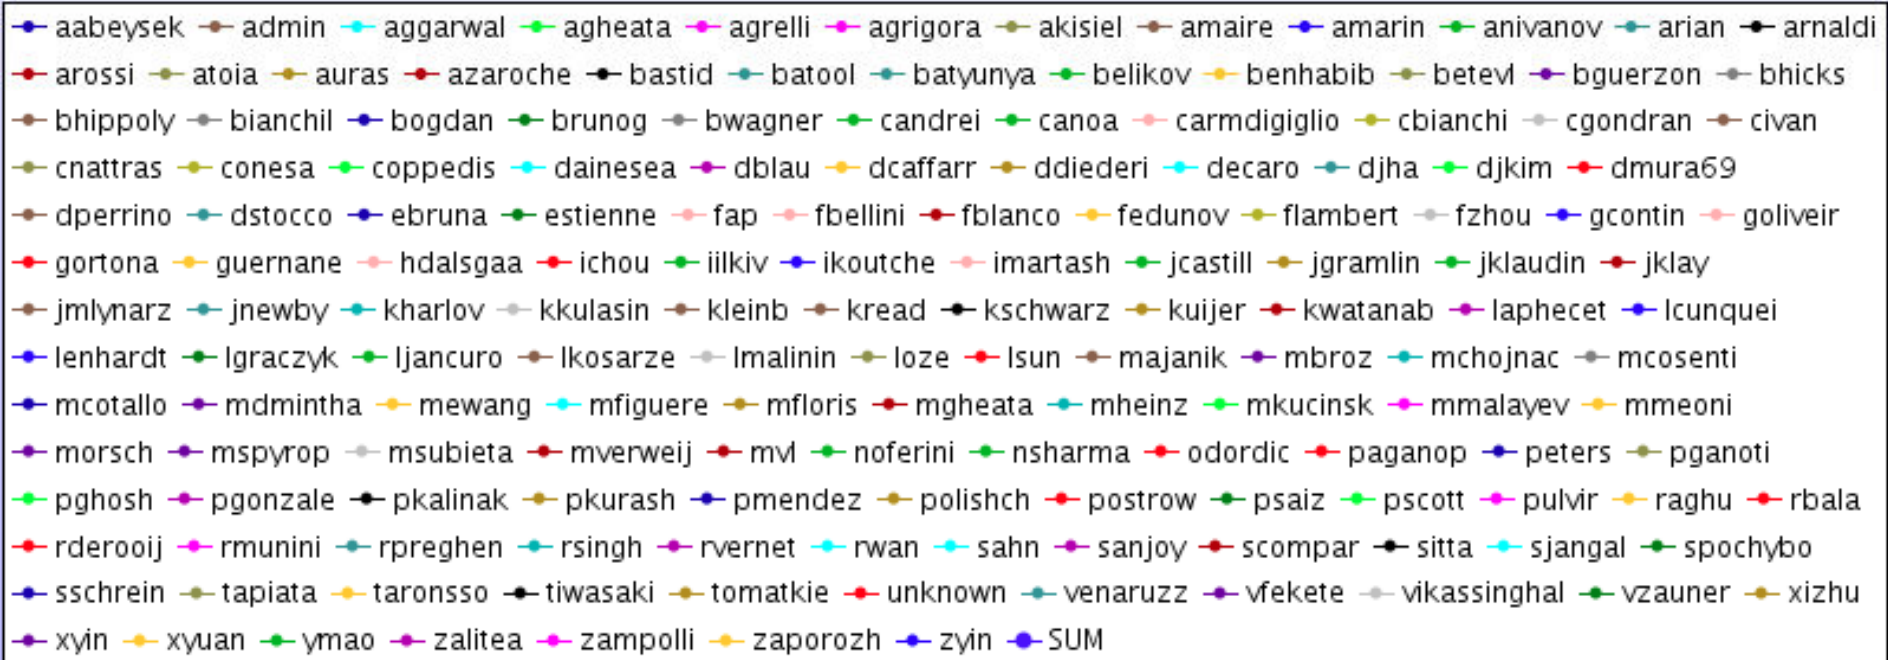 aabeysek admin aggarwal agheata agrelli agrigora akisiel amaire amarin anivanov arian arnaldi
arossi atoia auras azaroche bastid batool batyunya belikov benhabib betevl bguerzon bhicks
bhippoly bianchil bogdan brunog bwagner candrei canoa carmdigiglio cbianchi cgondran civan
cnattras conesa coppedis dainesea dblau dcaffarr ddiederi decaro djha djkim dmura69
dperrino dstocco ebruna estienne fap fbellini fblanco fedunov flambert fzhou gcontin goliveir
gortona guernane hdalsgaa ichou iilkiv ikoutche imartash jcastill jgramlin jklaudin jklay
jmlynarz jnewby kharlov kkulasin kleinb kread kschwarz kuijer kwatanab laphecet lcunquei
lenhardt lgraczyk ljancuro lkosarze lmalinin loze lsun majanik mbroz mchojnac mcosenti
mcotallo mdmintha mewang mfiguere mfloris mgheata mheinz mkucinsk mmalayev mmeoni
morsch mspyrop msubieta mverweij mvl noferini nsharma odordic paganop peters pganoti
pghosh pgonzale pkalinak pkurash pmendez polishch postrow psaiz pscott pulvir raghu rbala
rderooij rmunini rpreghen rsingh rvernet rwan sahn sanjoy scompar sitta sjangal spochybo
sschrein tapiata taronsso tiwasaki tomatkie unknown venaruzz vfekete vikassinghal vzauner xizhu
xyin xyuan ymao zalitea zampolli zaporozh zyin SUM